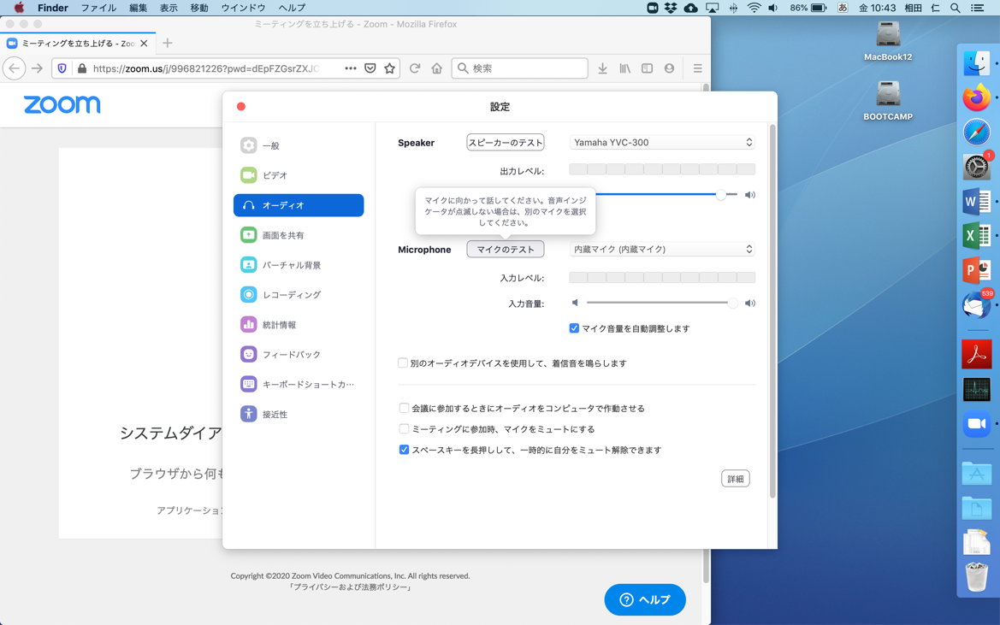 Finder ファイル 編集 表示 移動 ウインドウ ヘルプ 86% あ 金10:43 相田 仁
ミーティングを立ち上げる - Zoom - Mozilla Firefox
ミーティングを立ち上げる - Zoo
https://zoom.us/j/996821226?pwd=dEpFZGsrZXJC
検索
zoom
設定
一般
ビデオ
オーディオ
画面を共有
バーチャル背景
レコーディング
統計情報
フィードバック
キーボードショートカ…
接近性
Speaker スピーカーのテスト Yamaha YVC-300
出力レベル:
マイクに向かって話してください。音声インジ
ケータが点滅しない場合は、別のマイクを選択
してください。
Microphone マイクのテスト 内蔵マイク (内蔵マイク)
入力レベル:
入力音量:
マイク音量を自動調整します
別のオーディオデバイスを使用して、着信音を鳴らします
会議に参加するときにオーディオをコンピュータで作動させる
ミーティングに参加時、マイクをミュートにする
スペースキーを長押しして、一時的に自分をミュート解除できます
詳細
システムダイア
ブラウザから何も
アプリケーショ
Copyright ©2020 Zoom Video Communications, Inc. All rights reserved.
「プライバシーおよび法務ポリシー」
ヘルプ
MacBook12
BOOTCAMP
1
W
X
P
539